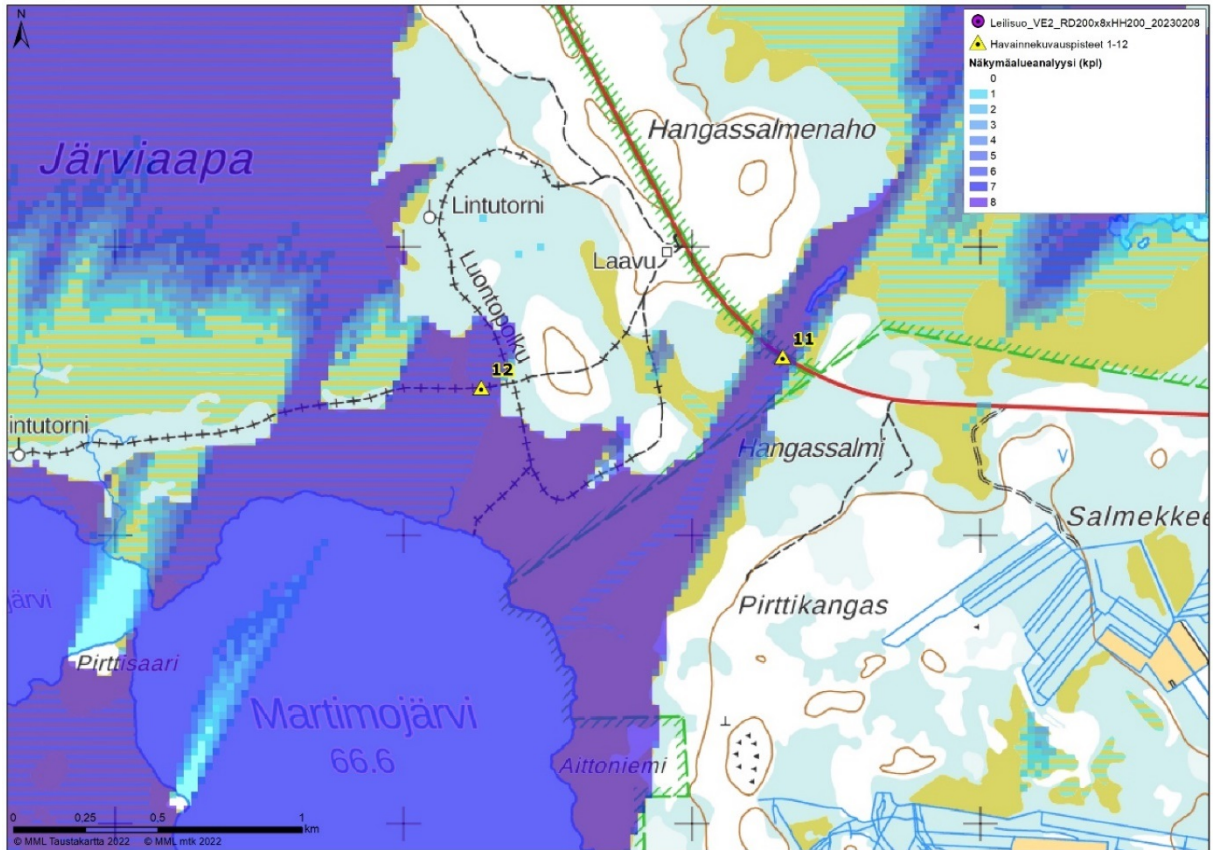 N
Leilisuo_VE2_RD200x8xHH200_20230208
Havainnekuvauspisteet 1-12
Näkymäalueanalyysi (kpl)
0
1
2
3
4
5
6
7
8
Hangassalmenaho
Järviaapa
Lintutorni
Laavu
Luontopolku
11
12
intutorni
Hangassalmi
V
Salmekkee
järvi
Pirttikangas
Pirttisaari
Martimojärvi
66.6
Aittoniemi
0 0,25 0,5 1
km
© MML Taustakartta 2022 © MML mtk 2022